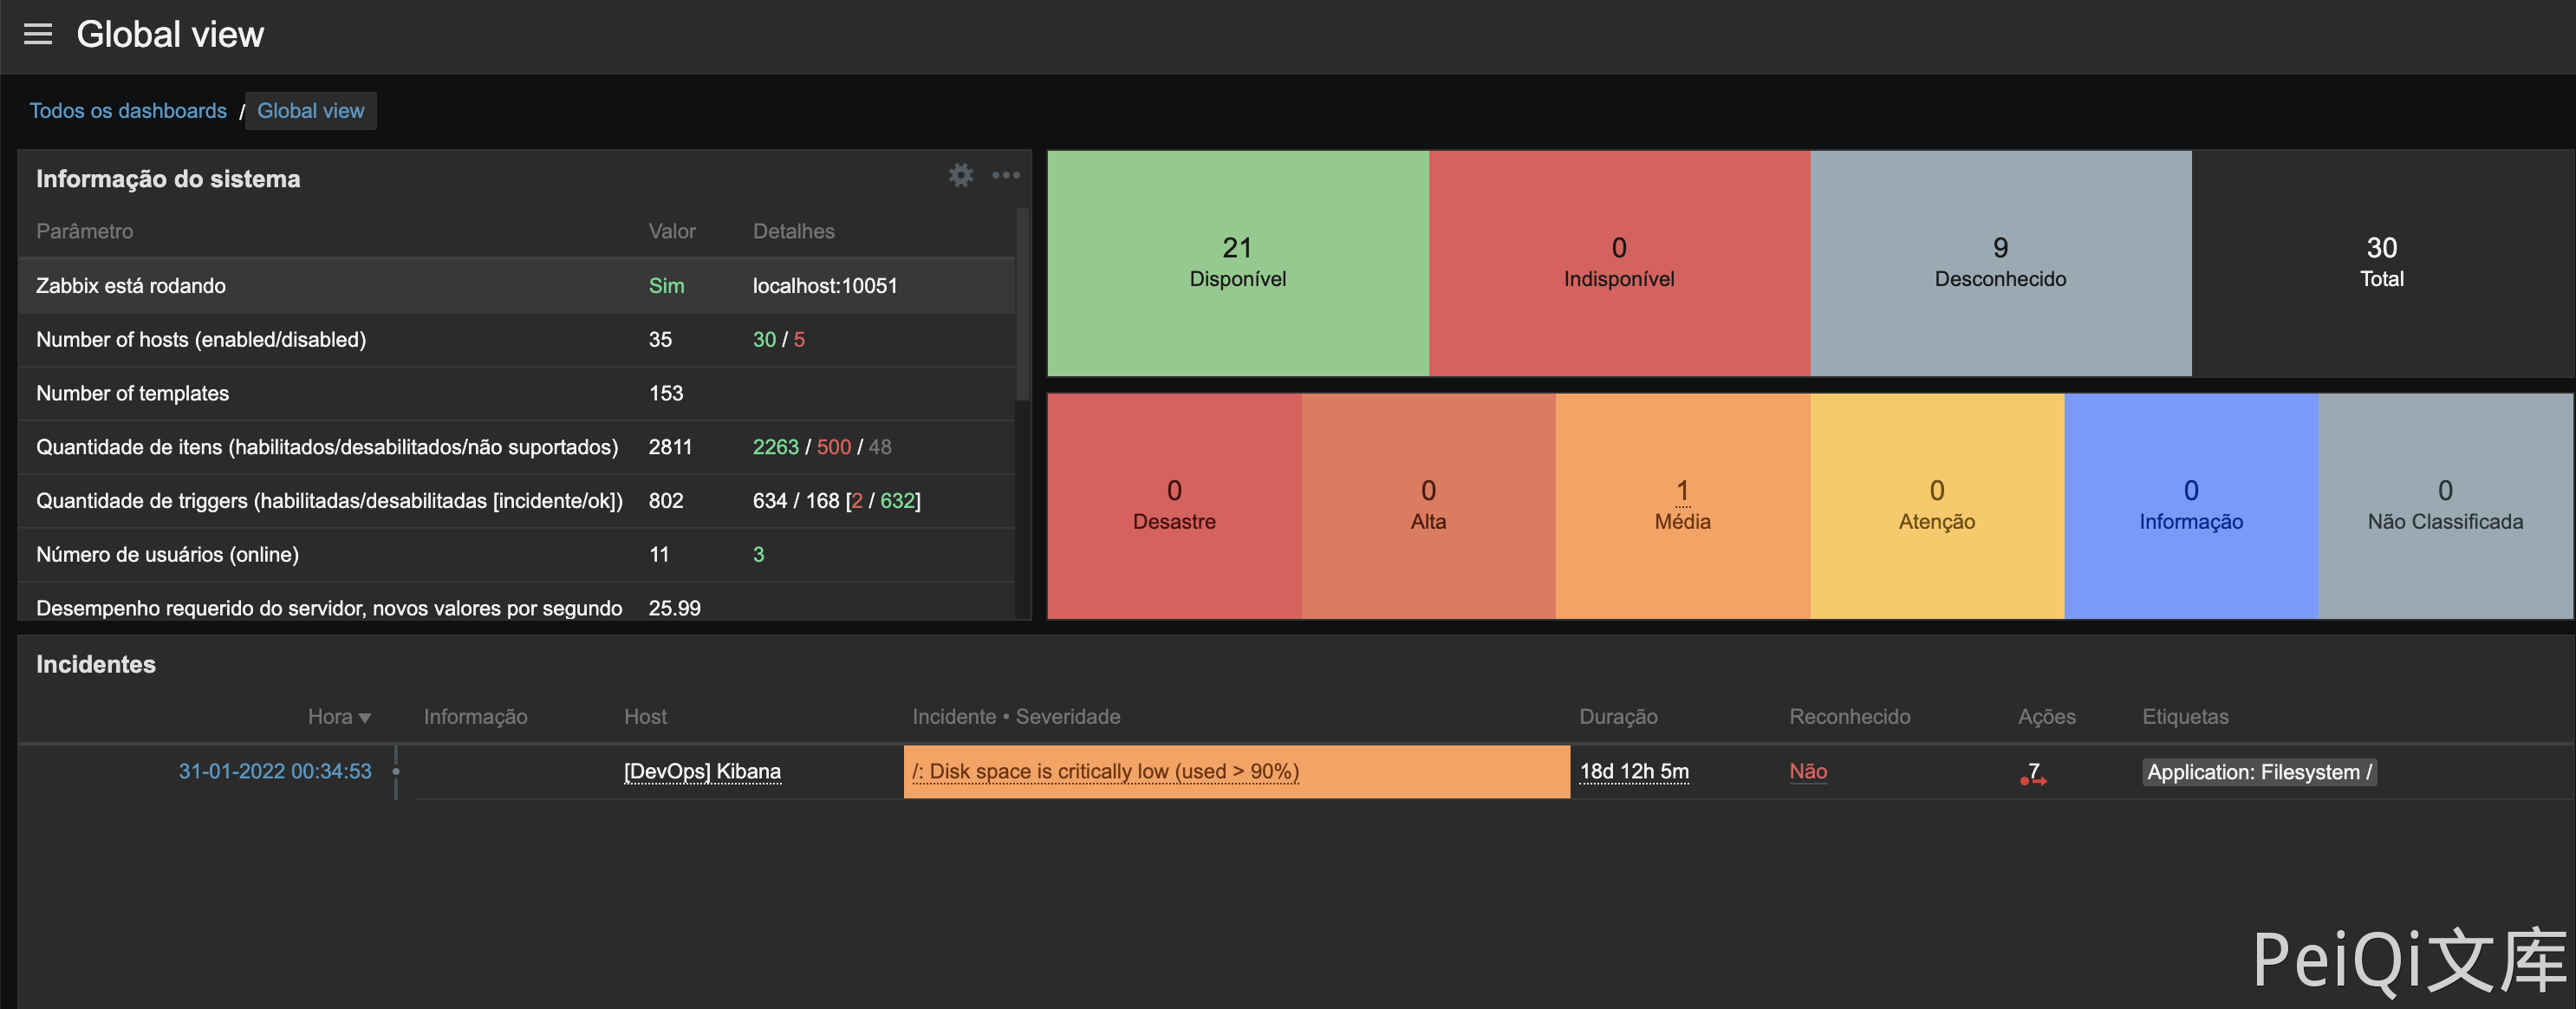 Global view
Todos os dashboards / Global view
Informação do sistema
Parâmetro Valor Detalhes
Zabbix está rodando Sim localhost:10051
Number of hosts (enabled/disabled) 35 30 / 5
Number of templates 153
Quantidade de itens (habilitados/desabilitados/não suportados) 2811 2263 / 500 / 48
Quantidade de triggers (habilitadas/desabilitadas [incidente/ok]) 802 634 / 168 [2 / 632]
Número de usuários (online) 11 3
Desempenho requerido do servidor, novos valores por segundo 25.99
21 0 9 30
Disponível Indisponível Desconhecido Total
0 0 1 0 0 0
Desastre Alta Média Atenção Informação Não Classificada
Incidentes
Hora ▼ Informação Host Incidente • Severidade Duração Reconhecido Ações Etiquetas
31-01-2022 00:34:53 [DevOps] Kibana /: Disk space is critically low (used > 90%) 18d 12h 5m Não 7 Application: Filesystem /
PeiQi文库